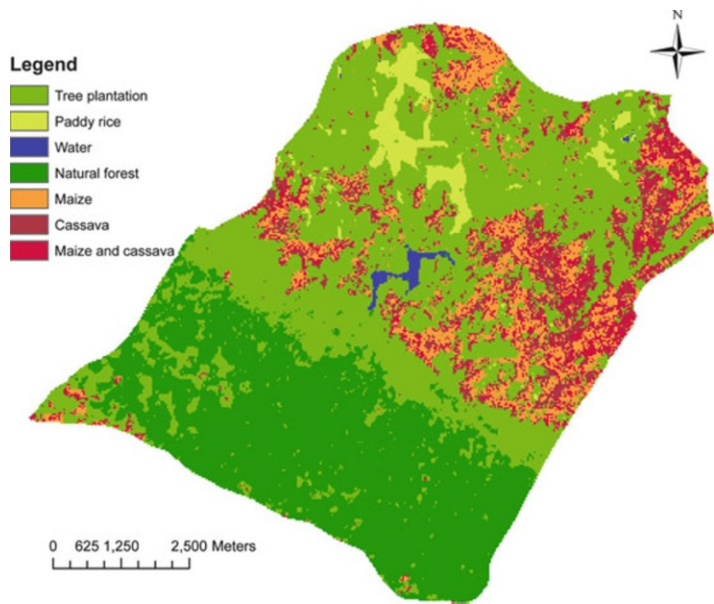 N
Legend
Tree plantation
Paddy rice
Water
Natural forest
Maize
Cassava
Maize and cassava
0 625 1,250 2,500 Meters